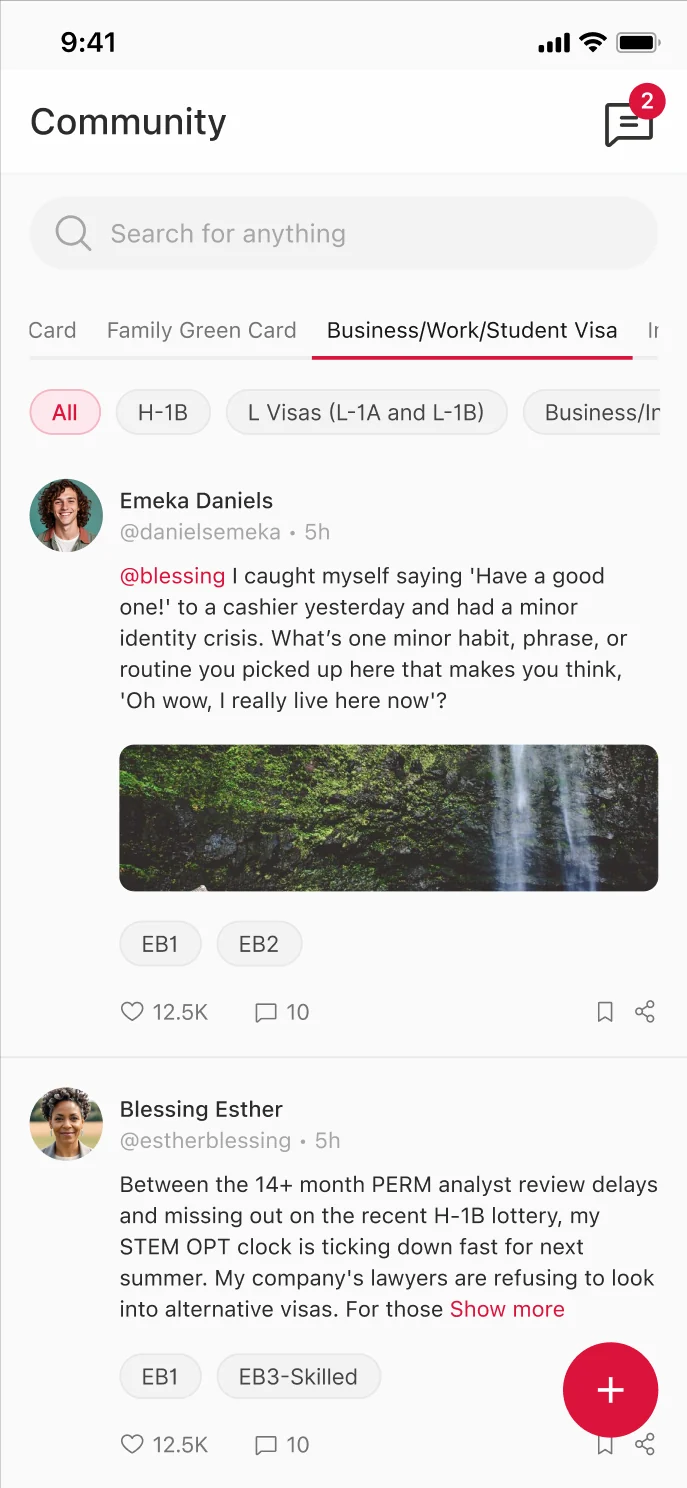 9:41
Community
2
Search for anything
Card Family Green Card Business/Work/Student Visa
All H-1B L Visas (L-1A and L-1B) Business/In
Emeka Daniels
@danielsemeka • 5h
@blessing I caught myself saying 'Have a good
one!' to a cashier yesterday and had a minor
identity crisis. What’s one minor habit, phrase, or
routine you picked up here that makes you think,
'Oh wow, I really live here now'?
EB1 EB2
12.5K 10
Blessing Esther
@estherblessing • 5h
Between the 14+ month PERM analyst review delays
and missing out on the recent H-1B lottery, my
STEM OPT clock is ticking down fast for next
summer. My company's lawyers are refusing to look
into alternative visas. For those Show more
EB1 EB3-Skilled
+
12.5K 10